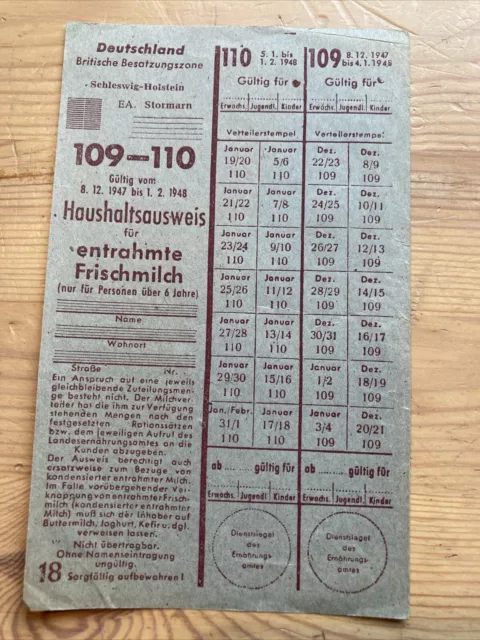 Deutschland
Britische Besatzungszone
Schleswig-Holstein
EA. Stormarn
109—110
Gültig vom
8. 12. 1947 bis 1. 2. 1948
Haushaltsausweis
für
entrahmte
Frischmilch
(nur für Personen über 6 Jahre)
Name
Wohnort
Straße Nr.
Ein Anspruch auf eine jeweils
gleichbleibende Zuteilungsmenge
besteht nicht. Der Milchverteiler
hat die ihm zur Verfügung
stehenden Mengen nach den
festgesetzten Rationssätzen
bzw. dem jeweiligen Aufruf des
Landesernährungsamtes an die
Kunden abzugeben.
Der Ausweis berechtigt auch
ersatzweise zum Bezuge von
kondensierter entrahmter Milch.
Im Falle vorübergehender Verknappung
von entrahmter Frischmilch
(kondensierter entrahmter
Milch) muß sich der Inhaber auf
Buttermilch, Joghurt, Kefir u. dgl.
verweisen lassen.
Nicht übertragbar.
Ohne Namenseintragung
ungültig.
18 Sorgfältig aufbewahren!
110 5. 1. bis
1. 2. 1948
Gültig für
Erwachs. Jugendl. Kinder
Verteilerstempel
Januar Januar
19/20 5/6
110 110
Januar Januar
21/22 7/8
110 110
Januar Januar
23/24 9/10
110 110
Januar Januar
25/26 11/12
110 110
Januar Januar
27/28 13/14
110 110
Januar Januar
29/30 15/16
110 110
Jan./Febr. Januar
31/1 17/18
110 110
ab ........ gültig für
Erwachs. Jugendl. Kinder
Dienstsiegel
des
Ernährungsamtes
109 8. 12. 1947
bis 4. 1. 1948
Gültig für
Erwachs. Jugendl. Kinder
Verteilerstempel
Dez. Dez.
22/23 8/9
109 109
Dez. Dez.
24/25 10/11
109 109
Dez. Dez.
26/27 12/13
109 109
Dez. Dez.
28/29 14/15
109 109
Dez. Dez.
30/31 16/17
109 109
Januar Dez.
1/2 18/19
109 109
Januar Dez.
3/4 20/21
109 109
ab ........ gültig für
Erwachs. Jugendl. Kinder
Dienstsiegel
des
Ernährungsamtes